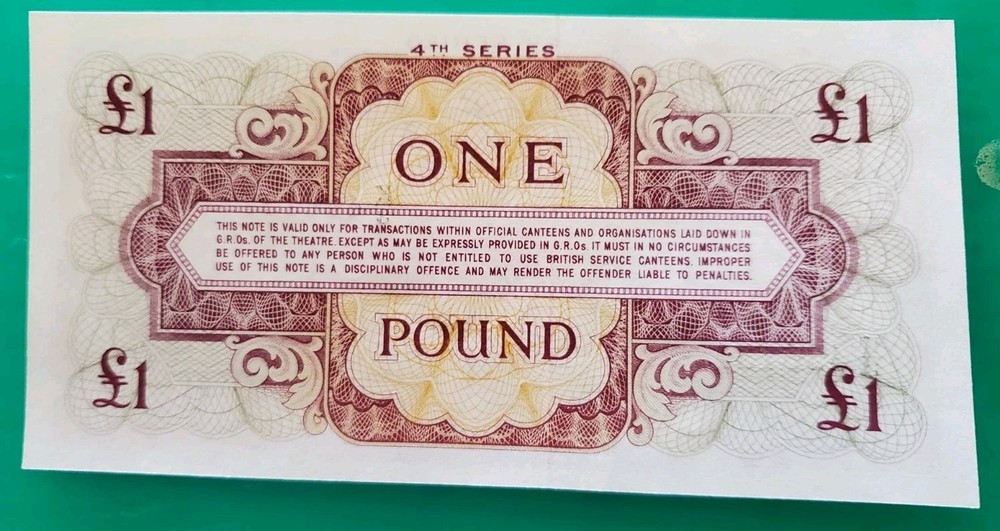 4TH SERIES
£1
£1
ONE
THIS NOTE IS VALID ONLY FOR TRANSACTIONS WITHIN OFFICIAL CANTEENS AND ORGANISATIONS LAID DOWN IN
G.R.Os. OF THE THEATRE. EXCEPT AS MAY BE EXPRESSLY PROVIDED IN G.R.Os. IT MUST IN NO CIRCUMSTANCES
BE OFFERED TO ANY PERSON WHO IS NOT ENTITLED TO USE BRITISH SERVICE CANTEENS. IMPROPER
USE OF THIS NOTE IS A DISCIPLINARY OFFENCE AND MAY RENDER THE OFFENDER LIABLE TO PENALTIES.
POUND
£1
£1